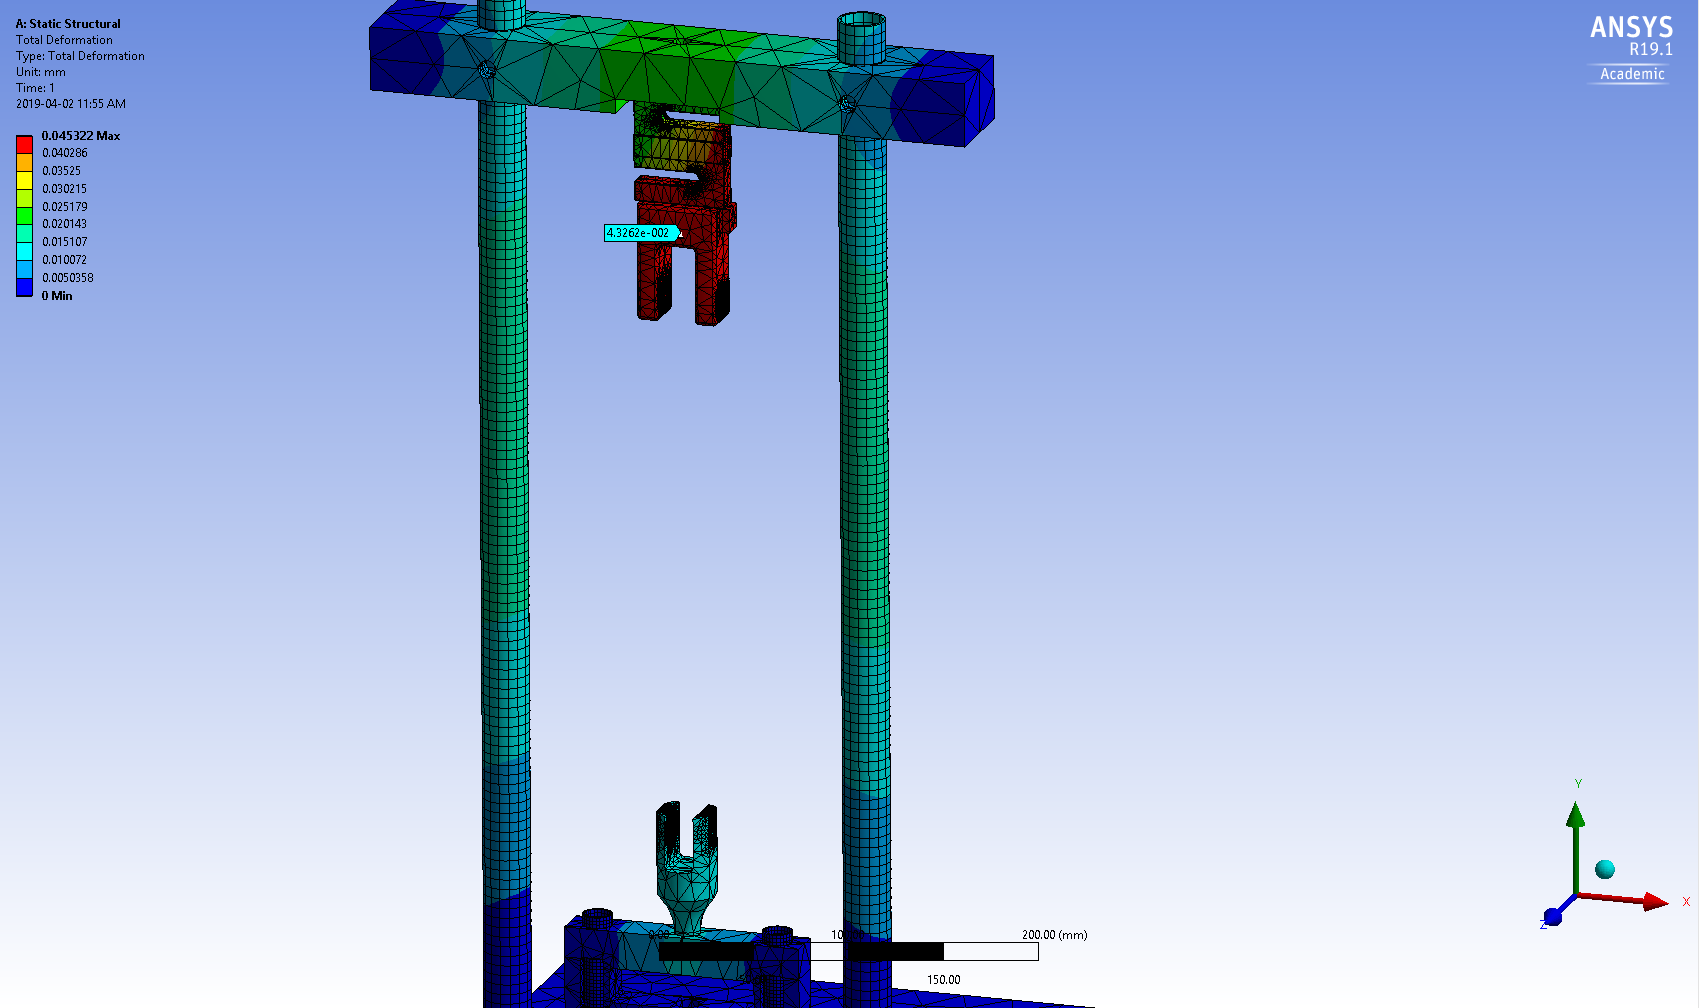 A: Static Structural
Total Deformation
Type: Total Deformation
Unit: mm
Time: 1
2019-04-02 11:55 AM
0.045322 Max
0.040286
0.03525
0.030215
0.025179
0.020143
0.015107
0.010072
0.0050358
0 Min
ANSYS
R19.1
Academic
4.3262e-002
Y
X
Z
0.00
200.00 (mm)
150.00